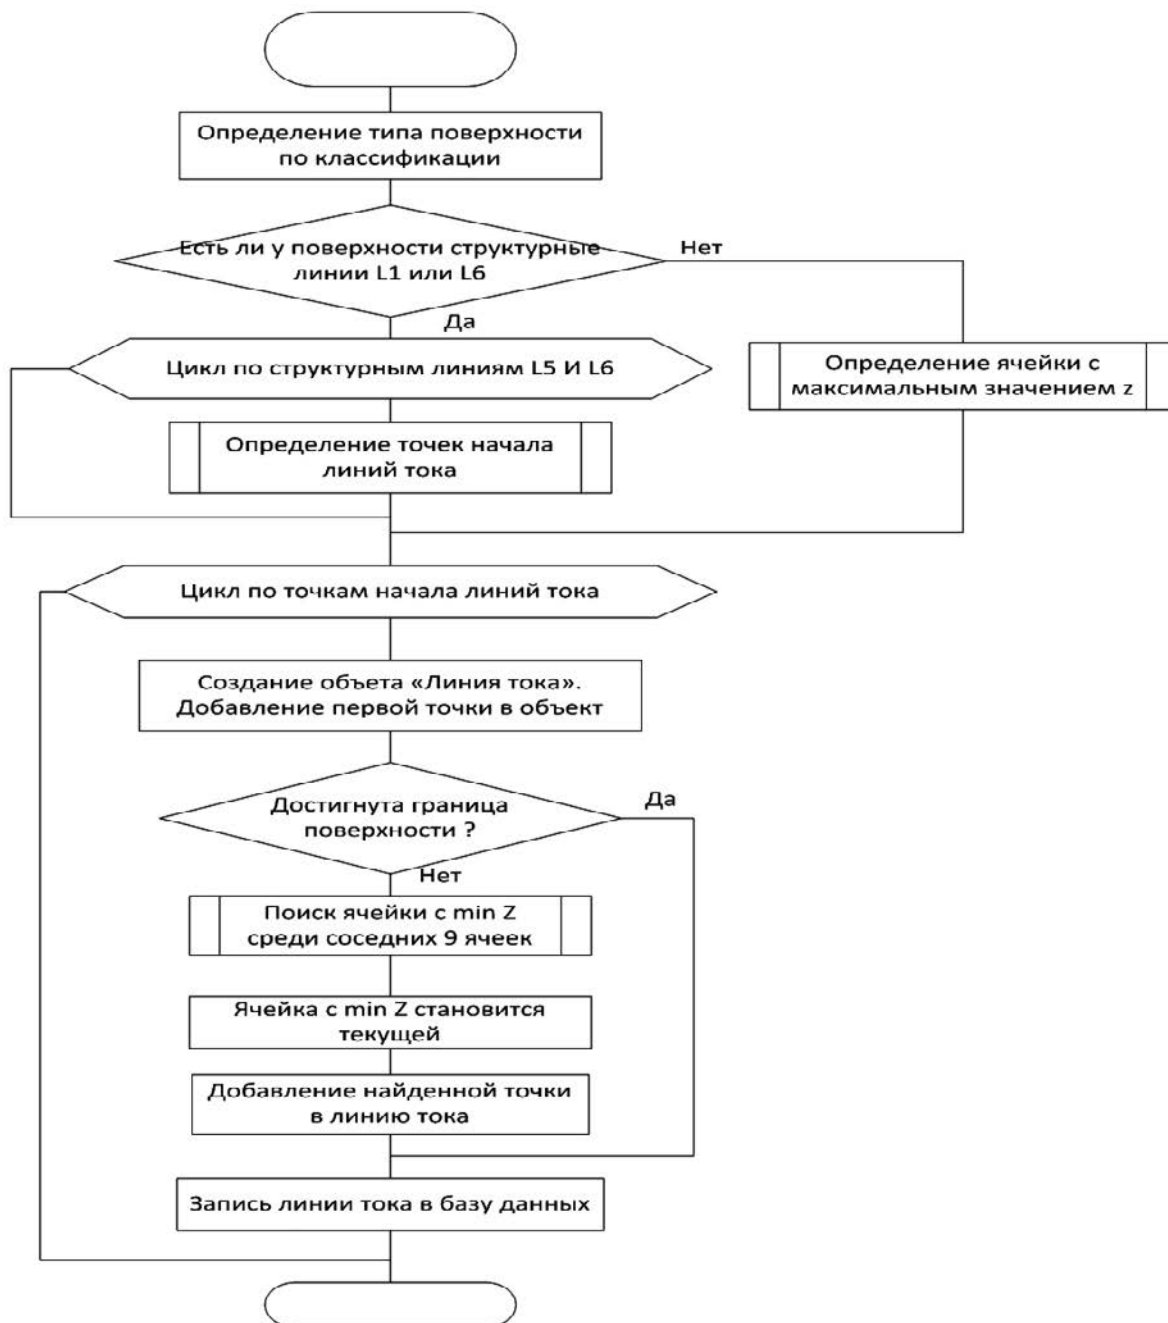 Определение типа поверхности
по классификации
Есть ли у поверхности структурные
линии L1 или L6
Нет
Да
Цикл по структурным линиям L5 И L6
Определение ячейки с
максимальным значением z
Определение точек начала
линий тока
Цикл по точкам начала линий тока
Создание объета «Линия тока».
Добавление первой точки в объект
Достигнута граница
поверхности ?
Да
Нет
Поиск ячейки с min Z
среди соседних 9 ячеек
Ячейка с min Z становится
текущей
Добавление найденной точки
в линию тока
Запись линии тока в базу данных